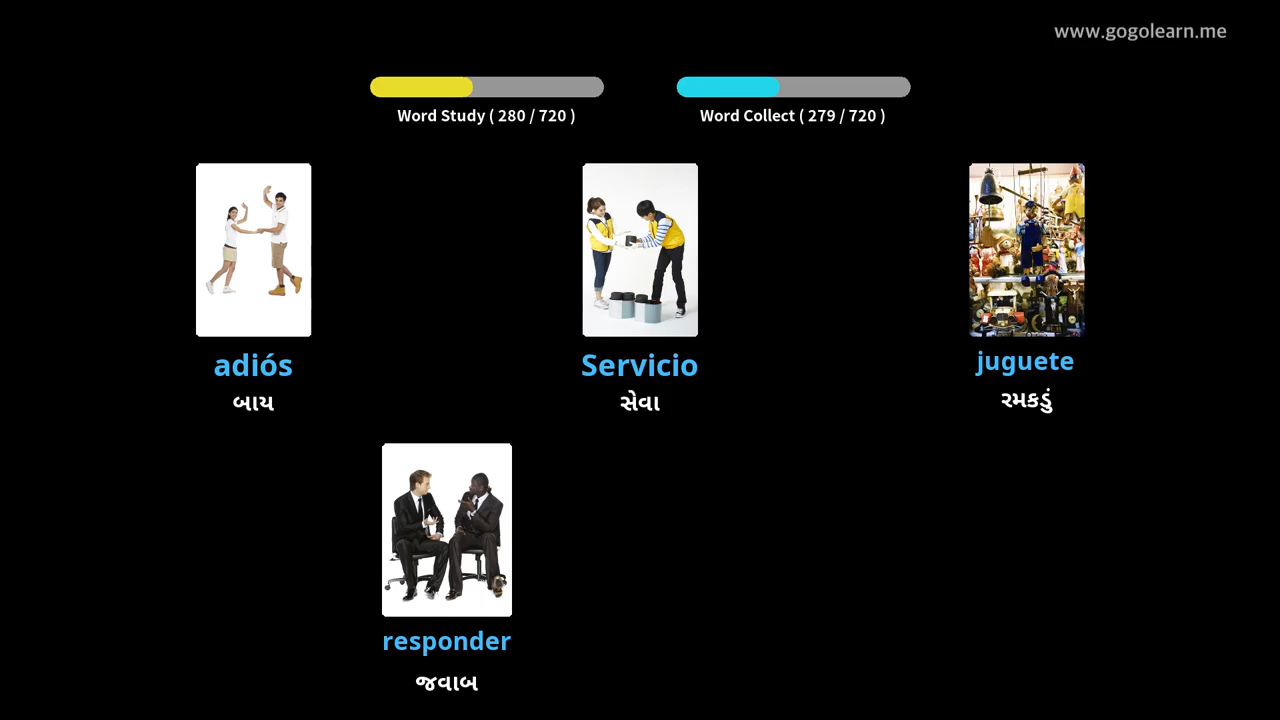 www.gogolearn.me
Word Study ( 280 / 720 )
Word Collect ( 279 / 720 )
adiós
બાય
Servicio
સેવા
juguete
રમકડું
responder
જવાબ